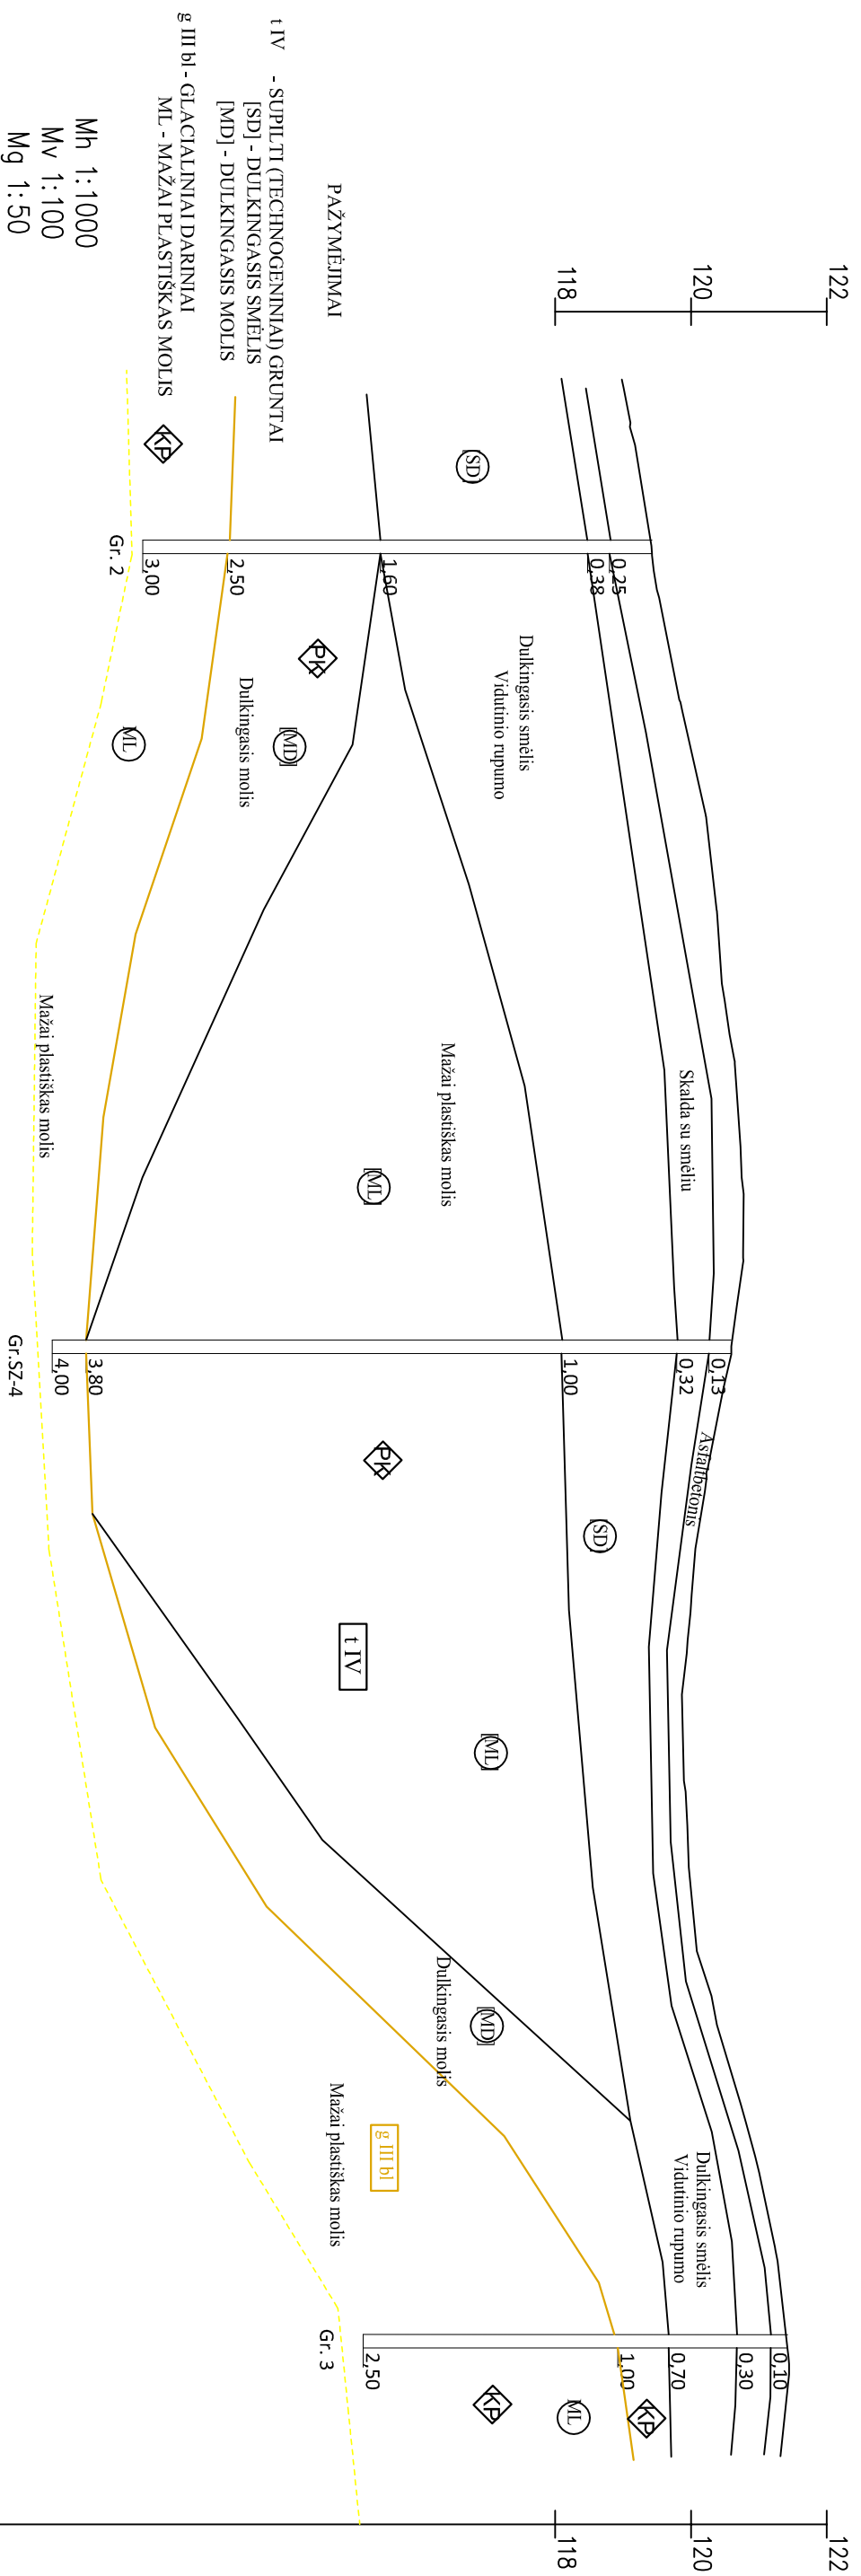 122
120
118
122
120
118
Asfaltbetonis
Skalda su smėliu
Dulkingasis smėlis
Vidutinio rupumo
Dulkingasis smėlis
Vidutinio rupumo
[SD]
[SD]
Mažai plastiškas molis
[ML]
[ML]
t IV
PK
PK
Dulkingasis molis
[MD]
Dulkingasis molis
[MD]
g III bl
Mažai plastiškas molis
Mažai plastiškas molis
ML
ML
KP
KP
KP
0,25
0,38
1,60
2,50
3,00
Gr. 2
0,13
0,32
1,00
3,80
4,00
Gr.SZ-4
0,10
0,30
0,70
1,00
2,50
Gr. 3
PAŽYMĖJIMAI
t IV - SUPILTI (TECHNOGENINIAI) GRUNTAI
[SD] - DULKINGASIS SMĖLIS
[MD] - DULKINGASIS MOLIS
g III bl - GLACIALINIAI DARINIAI
ML - MAŽAI PLASTIŠKAS MOLIS
Mh 1:1000
Mv 1:100
Mg 1:50